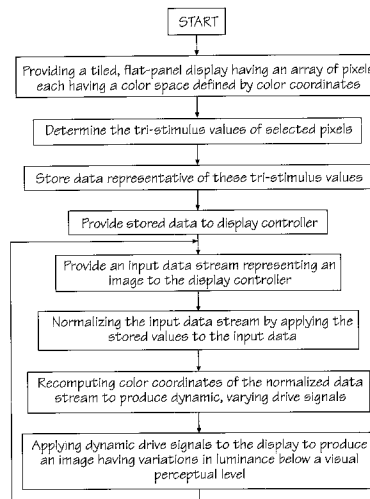 START
Providing a tiled, flat-panel display having an array of pixels
each having a color space defined by color coordinates
Determine the tri-stimulus values of selected pixels
Store data representative of these tri-stimulus values
Provide stored data to display controller
Provide an input data stream representing an
image to the display controller
Normalizing the input data stream by applying the
stored values to the input data
Recomputing color coordinates of the normalized data
stream to produce dynamic, varying drive signals
Applying dynamic drive signals to the display to produce
an image having variations in luminance below a visual
perceptual level